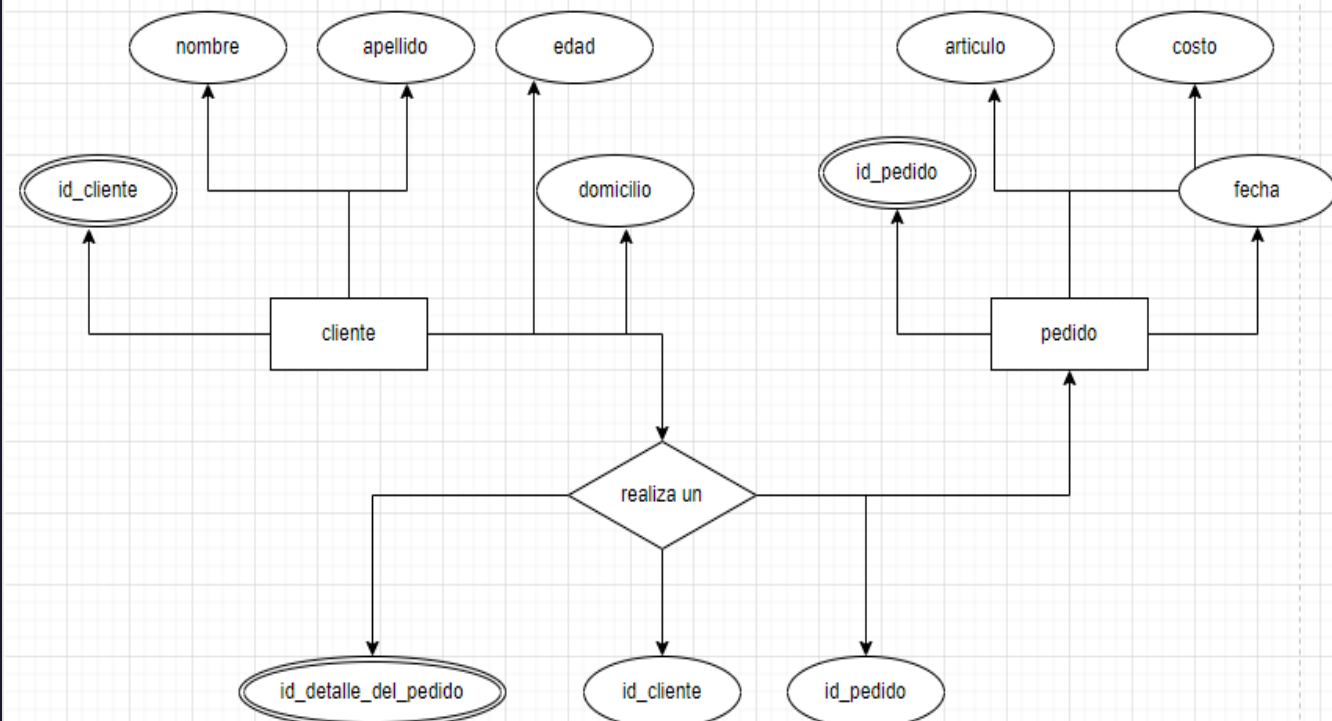 nombre
apellido
edad
articulo
costo
id_cliente
domicilio
id_pedido
fecha
cliente
pedido
realiza un
id_detalle_del_pedido
id_cliente
id_pedido